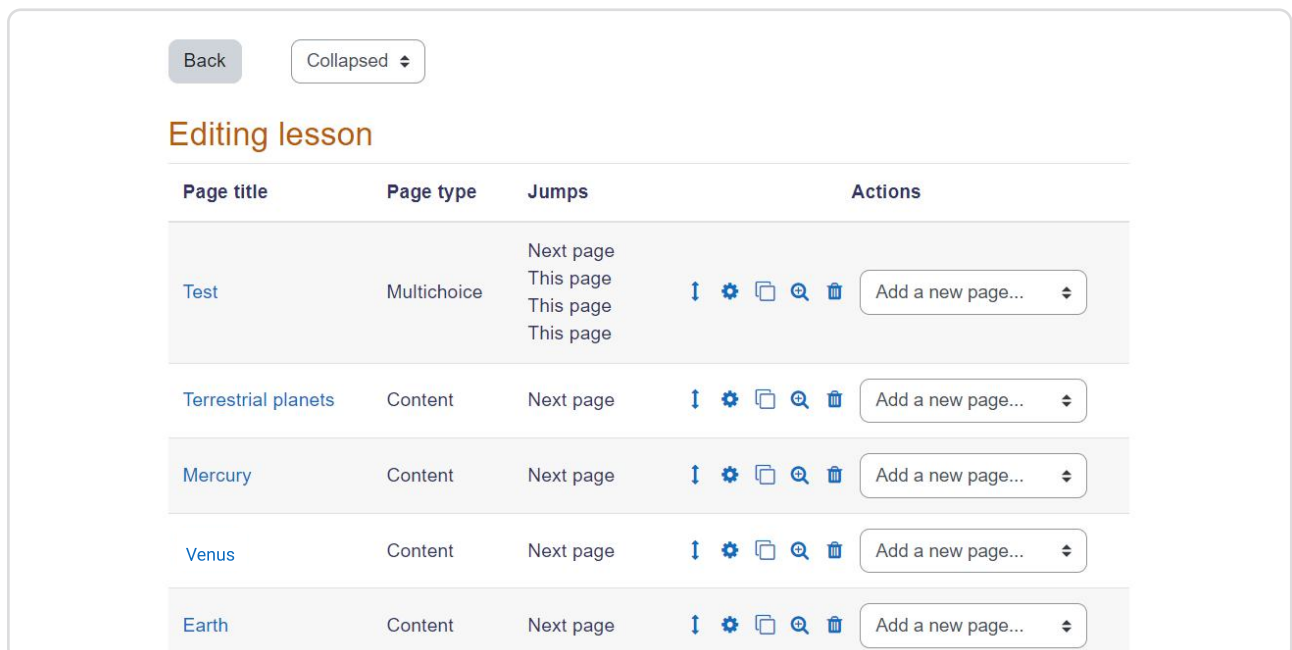 Back Collapsed
Editing lesson
Page title Page type Jumps Actions
Next page
This page
Test Multichoice Add a new page...
This page
This page
Terrestrial planets Content Next page Add a new page...
Mercury Content Next page Add a new page...
Venus Content Next page Add a new page...
Earth Content Next page Add a new page...